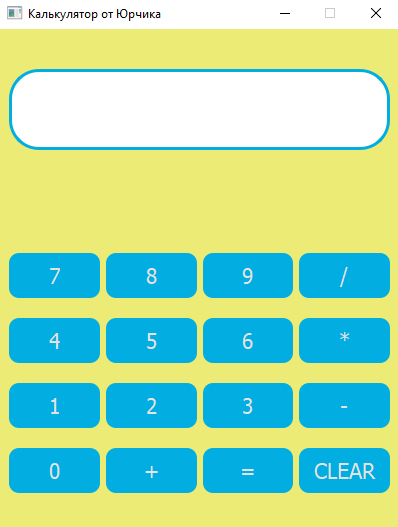 Калькулятор от Юрчика
7 8 9 /
4 5 6 *
1 2 3 -
0 + = CLEAR